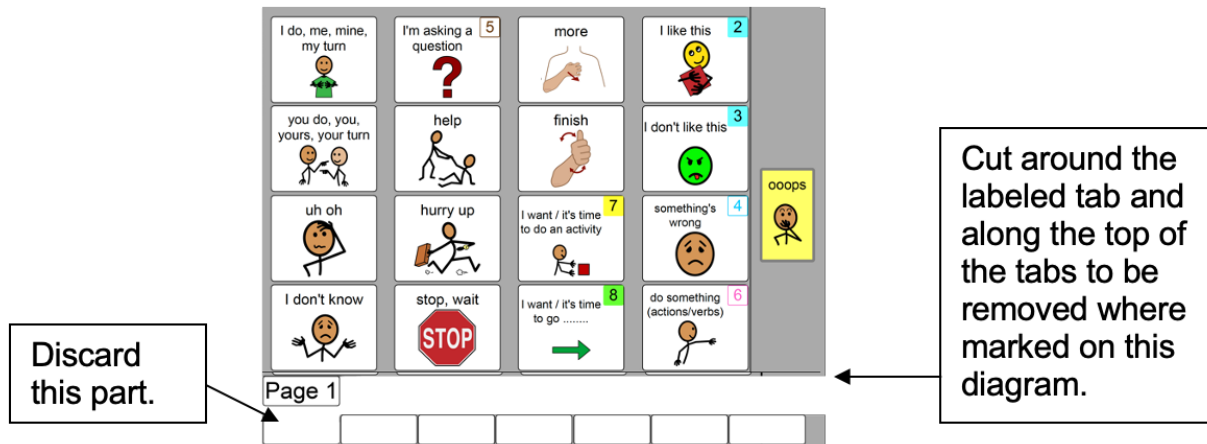 I do, me, mine,
my turn
I'm asking a
question
5
more
I like this
2
you do, you,
yours, your turn
help
finish
I don't like this
3
ooops
uh oh
hurry up
I want / it's time
to do an activity
7
something's
wrong
4
I don't know
stop, wait
STOP
I want / it's time
to go ........
8
do something
(actions/verbs)
6
Page 1
Discard
this part.
Cut around the
labeled tab and
along the top of
the tabs to be
removed where
marked on this
diagram.